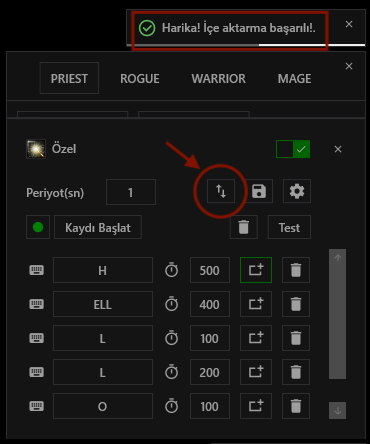 Harika! İçe aktarma başarılı!.
PRIEST ROGUE WARRIOR MAGE
Özel
Periyot(sn) 1
Kaydı Başlat Test
H 500
ELL 400
L 100
L 200
O 100